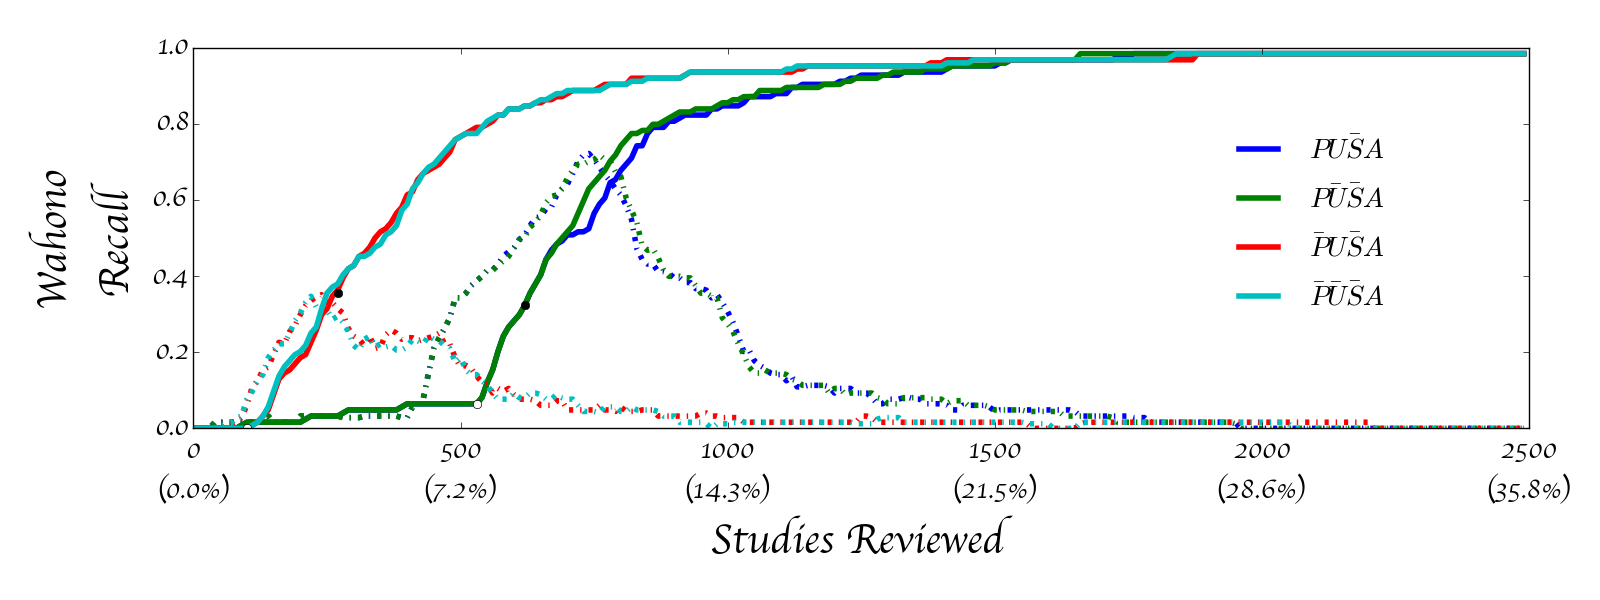 1.0
0.8
0.6
0.4
0.2
0.0
Wahono
Recall
PUS̄A
PŪS̄A
P̄US̄A
P̄ŪS̄A
0 500 1000 1500 2000 2500
(0.0%) (7.2%) (14.3%) (21.5%) (28.6%) (35.8%)
Studies Reviewed